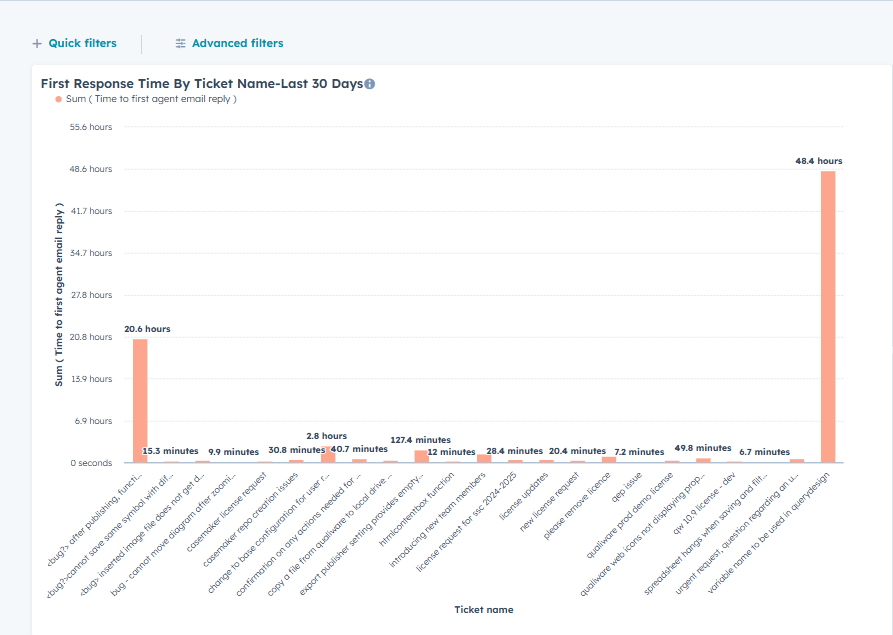 + Quick filters
Advanced filters
First Response Time By Ticket Name-Last 30 Days
Sum ( Time to first agent email reply )
55.6 hours
48.6 hours
41.7 hours
34.7 hours
27.8 hours
20.8 hours
13.9 hours
6.9 hours
0 seconds
Sum ( Time to first agent email reply )
20.6 hours
15.3 minutes
9.9 minutes
30.8 minutes
2.8 hours
40.7 minutes
127.4 minutes
12 minutes
28.4 minutes
20.4 minutes
7.2 minutes
49.8 minutes
6.7 minutes
48.4 hours
<bug?> after publishing, functi...
<bug?>cannot save same symbol with dif...
<bug> inserted image file does not get d...
bug - cannot move diagram after zoomi...
casemaker license request
casemaker repo creation issues
change to base configuration for user r...
confirmation on any actions needed for ...
copy a file from qualiware to local drive...
export publisher setting provides empty...
htmlcontentbox function
introducing new team members
license request for ssc 2024-2025
license updates
new license request
please remove licence
qep issue
qualiware prod demo license
qualiware web icons not displaying prop...
qw 10.9 license - dev
spreadsheet hangs when saving and filt...
urgent request, question regarding an u...
variable name to be used in querydesign
Ticket name